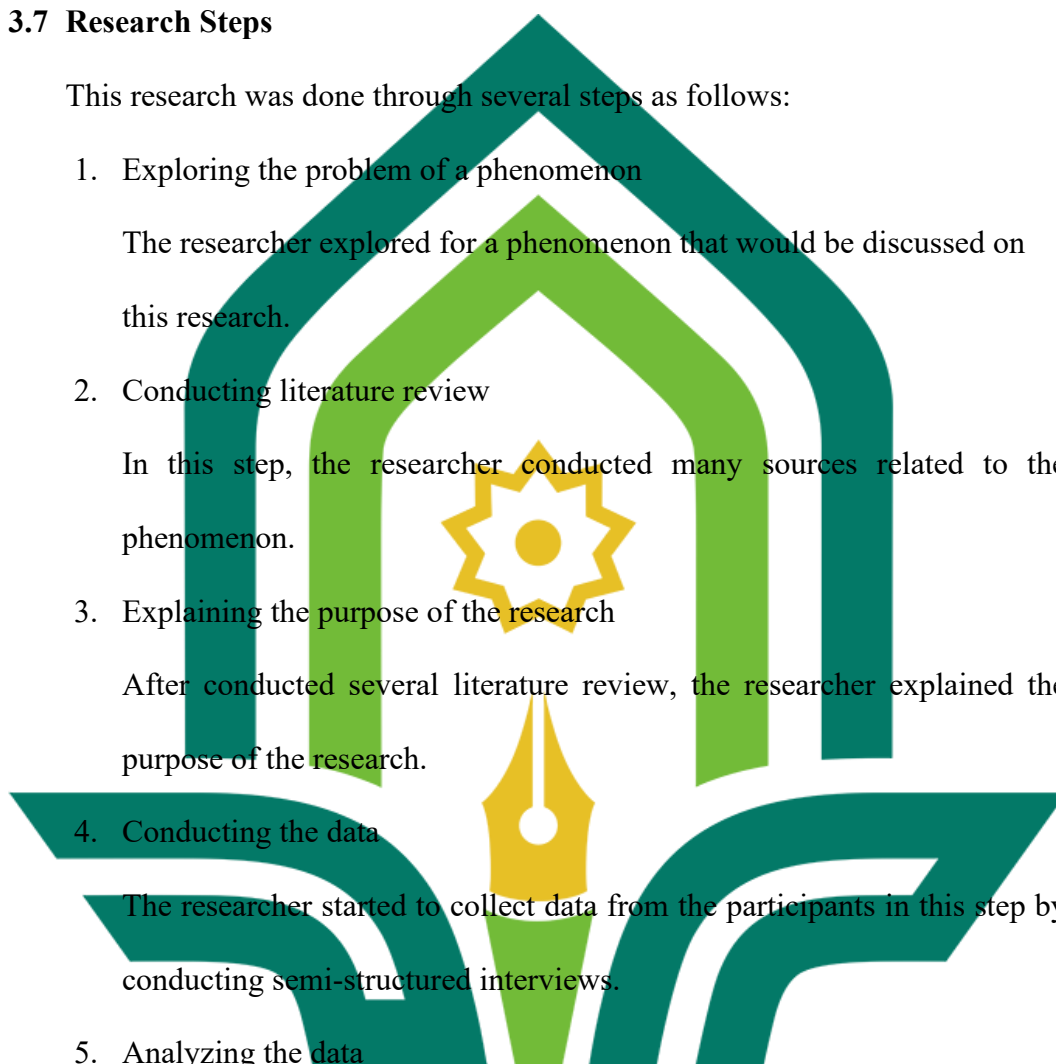 3.7 Research Steps
This research was done through several steps as follows:
1. Exploring the problem of a phenomenon
The researcher explored for a phenomenon that would be discussed on
this research.
2. Conducting literature review
In this step, the researcher conducted many sources related to the
phenomenon.
3. Explaining the purpose of the research
After conducted several literature review, the researcher explained the
purpose of the research.
4. Conducting the data
The researcher started to collect data from the participants in this step by
conducting semi-structured interviews.
5. Analyzing the data